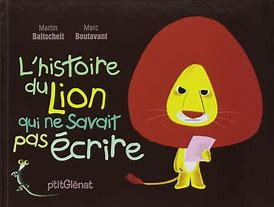 Martin
Baltscheit
Marc
Boutavant
L'histoire
du Lion
qui ne Savait
pas écrire
ptitGlénat